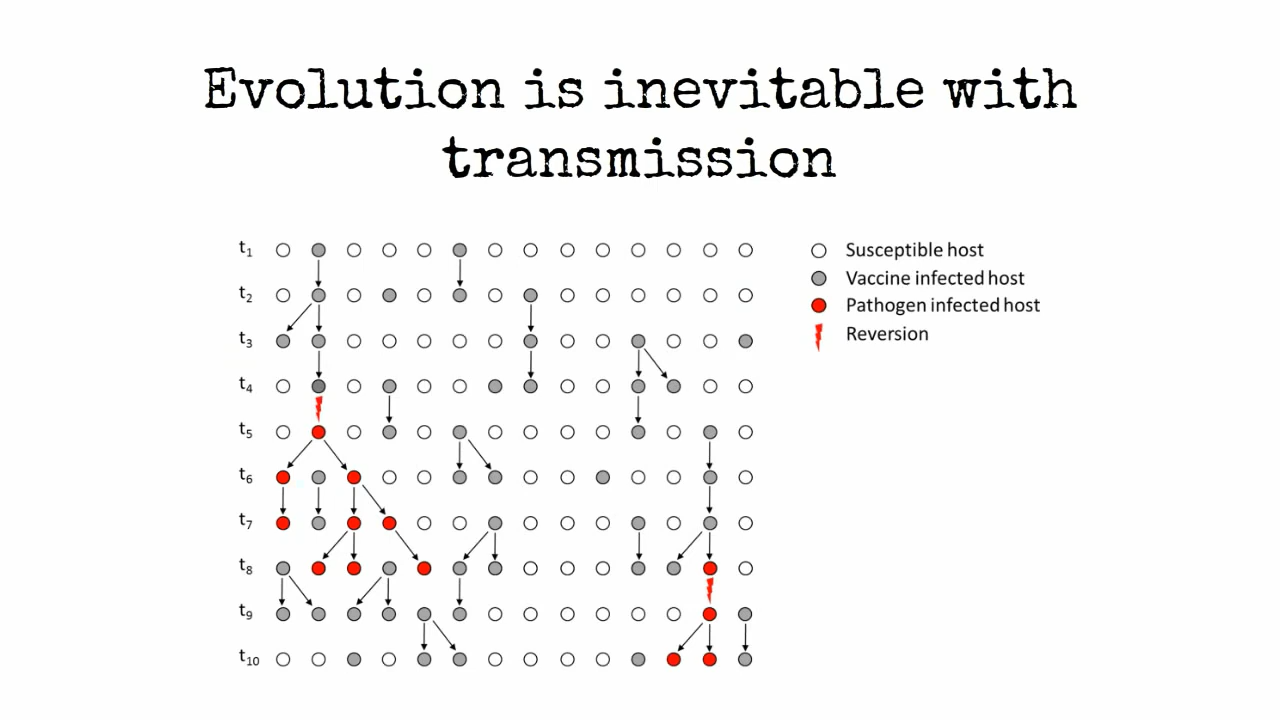 Evolution is inevitable with
transmission
t1
Susceptible host
Vaccine infected host
t2
Pathogen infected host
t3
Reversion
t4
t5
t6
t7
t8
t9
t10